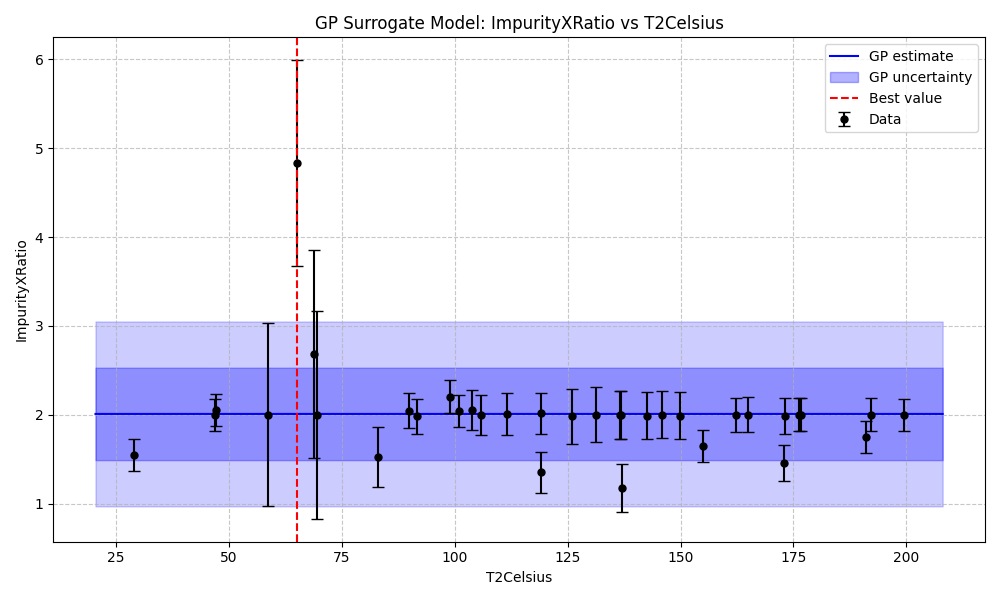 GP Surrogate Model: ImpurityXRatio vs T2Celsius
GP estimate
GP uncertainty
Best value
Data
ImpurityXRatio
6
5
4
3
2
1
25 50 75 100 125 150 175 200
T2Celsius